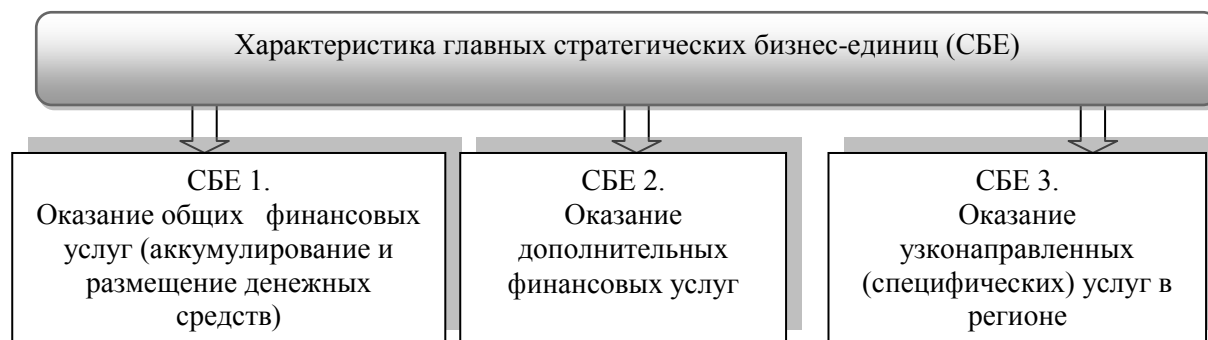 Характеристика главных стратегических бизнес-единиц (СБЕ)
СБЕ 1.
Оказание общих финансовых
услуг (аккумулирование и
размещение денежных
средств)
СБЕ 2.
Оказание
дополнительных
финансовых услуг
СБЕ 3.
Оказание
узконаправленных
(специфических) услуг в
регионе